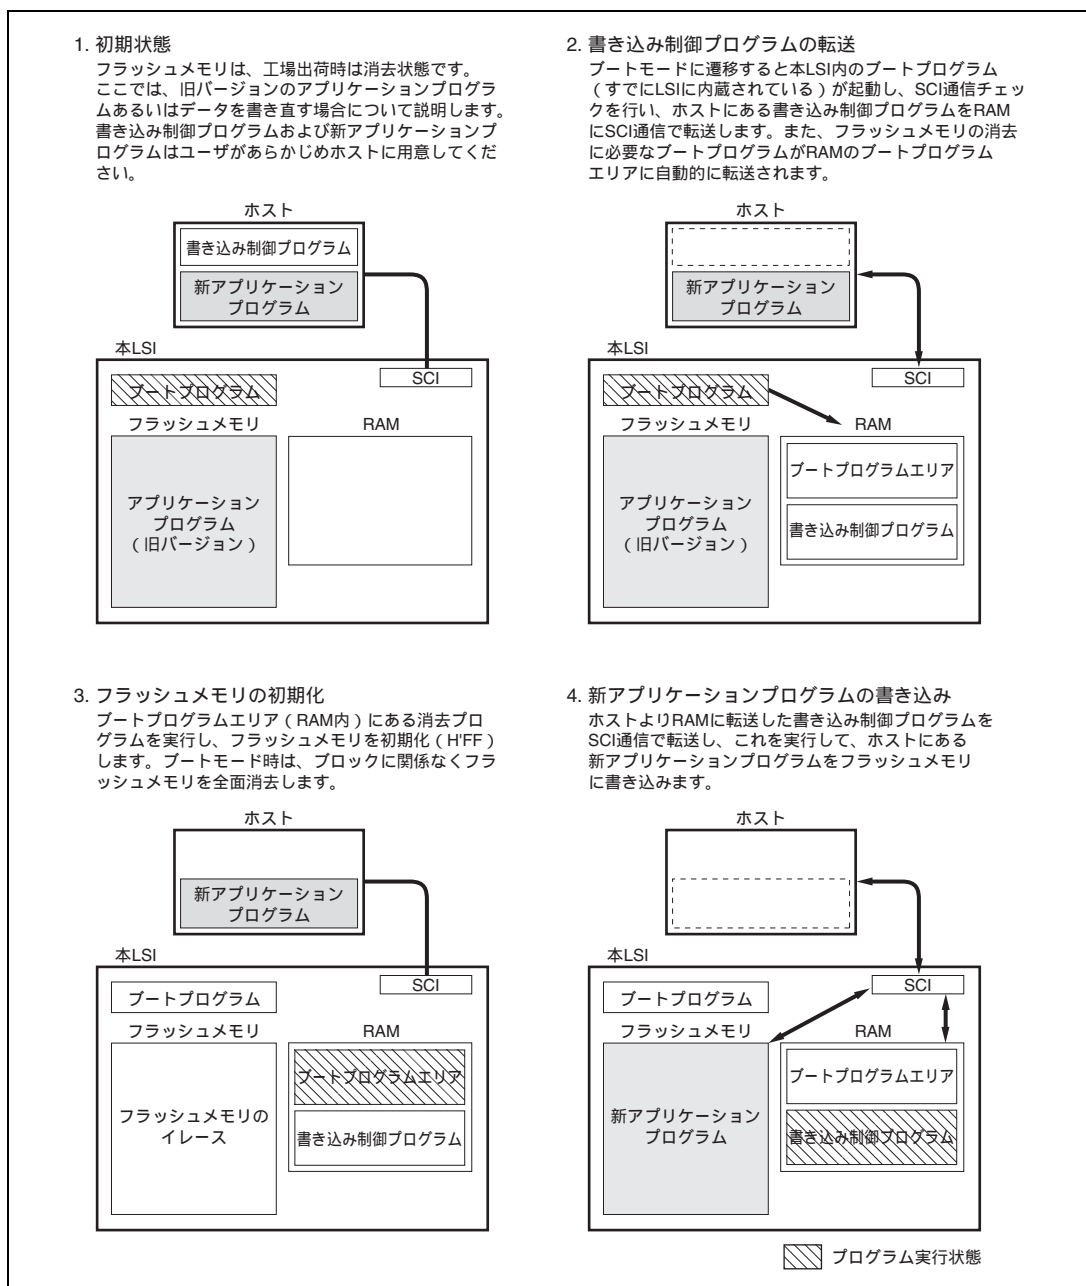 1. 初期状態
フラッシュメモリは、工場出荷時は消去状態です。
ここでは、旧バージョンのアプリケーションプログラ
ムあるいはデータを書き直す場合について説明します。
書き込み制御プログラムおよび新アプリケーションプ
ログラムはユーザがあらかじめホストに用意してくだ
さい。
ホスト
書き込み制御プログラム
新アプリケーション
プログラム
本LSI
SCI
ブートプログラム
フラッシュメモリ
RAM
アプリケーション
プログラム
(旧バージョン)
2. 書き込み制御プログラムの転送
ブートモードに遷移すると本LSI内のブートプログラム
(すでにLSIに内蔵されている)が起動し、SCI通信チェッ
クを行い、ホストにある書き込み制御プログラムをRAM
にSCI通信で転送します。また、フラッシュメモリの消去
に必要なブートプログラムがRAMのブートプログラム
エリアに自動的に転送されます。
ホスト
新アプリケーション
プログラム
本LSI
SCI
ブートプログラム
フラッシュメモリ
RAM
ブートプログラムエリア
アプリケーション
プログラム
(旧バージョン)
書き込み制御プログラム
3. フラッシュメモリの初期化
ブートプログラムエリア(RAM内)にある消去プロ
グラムを実行し、フラッシュメモリを初期化(H'FF)
します。ブートモード時は、ブロックに関係なくフラ
ッシュメモリを全面消去します。
ホスト
新アプリケーション
プログラム
本LSI
SCI
ブートプログラム
フラッシュメモリ
RAM
ブートプログラムエリア
フラッシュメモリの
イレース
書き込み制御プログラム
4. 新アプリケーションプログラムの書き込み
ホストよりRAMに転送した書き込み制御プログラムを
SCI通信で転送し、これを実行して、ホストにある
新アプリケーションプログラムをフラッシュメモリ
に書き込みます。
ホスト
本LSI
SCI
ブートプログラム
フラッシュメモリ
RAM
ブートプログラムエリア
新アプリケーション
プログラム
書き込み制御プログラム
プログラム実行状態